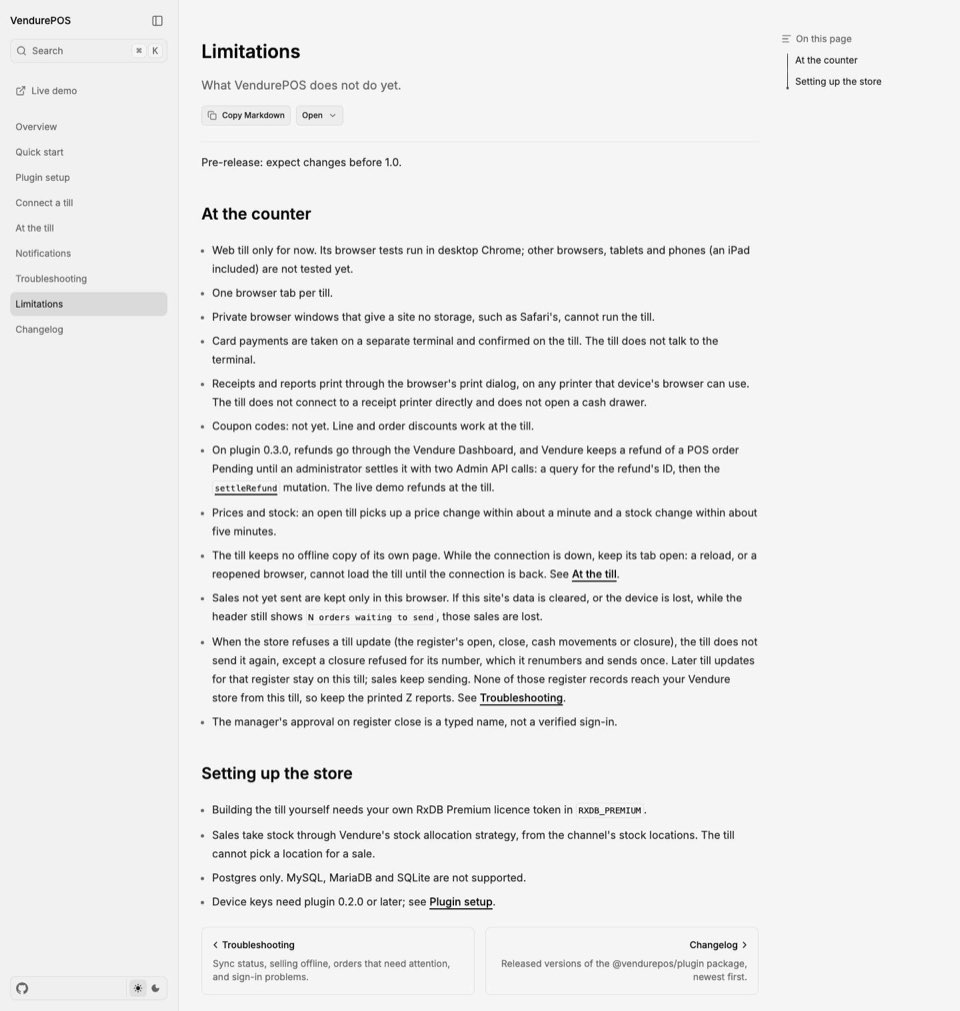 VendurePOS
Search
⌘ K
Live demo
Overview
Quick start
Plugin setup
Connect a till
At the till
Notifications
Troubleshooting
Limitations
Changelog
Limitations
What VendurePOS does not do yet.
Copy Markdown
Open
Pre-release: expect changes before 1.0.
At the counter
• Web till only for now. Its browser tests run in desktop Chrome; other browsers, tablets and phones (an iPad
included) are not tested yet.
• One browser tab per till.
• Private browser windows that give a site no storage, such as Safari's, cannot run the till.
• Card payments are taken on a separate terminal and confirmed on the till. The till does not talk to the
terminal.
• Receipts and reports print through the browser's print dialog, on any printer that device's browser can use.
The till does not connect to a receipt printer directly and does not open a cash drawer.
• Coupon codes: not yet. Line and order discounts work at the till.
• On plugin 0.3.0, refunds go through the Vendure Dashboard, and Vendure keeps a refund of a POS order
Pending until an administrator settles it with two Admin API calls: a query for the refund's ID, then the
settleRefund mutation. The live demo refunds at the till.
• Prices and stock: an open till picks up a price change within about a minute and a stock change within about
five minutes.
• The till keeps no offline copy of its own page. While the connection is down, keep its tab open: a reload, or a
reopened browser, cannot load the till until the connection is back. See At the till.
• Sales not yet sent are kept only in this browser. If this site's data is cleared, or the device is lost, while the
header still shows N orders waiting to send, those sales are lost.
• When the store refuses a till update (the register's open, close, cash movements or closure), the till does not
send it again, except a closure refused for its number, which it renumbers and sends once. Later till updates
for that register stay on this till; sales keep sending. None of those register records reach your Vendure
store from this till, so keep the printed Z reports. See Troubleshooting.
• The manager's approval on register close is a typed name, not a verified sign-in.
Setting up the store
• Building the till yourself needs your own RxDB Premium licence token in RXDB_PREMIUM.
• Sales take stock through Vendure's stock allocation strategy, from the channel's stock locations. The till
cannot pick a location for a sale.
• Postgres only. MySQL, MariaDB and SQLite are not supported.
• Device keys need plugin 0.2.0 or later; see Plugin setup.
Troubleshooting
Sync status, selling offline, orders that need attention,
and sign-in problems.
Changelog
Released versions of the @vendurepos/plugin package,
newest first.
On this page
At the counter
Setting up the store